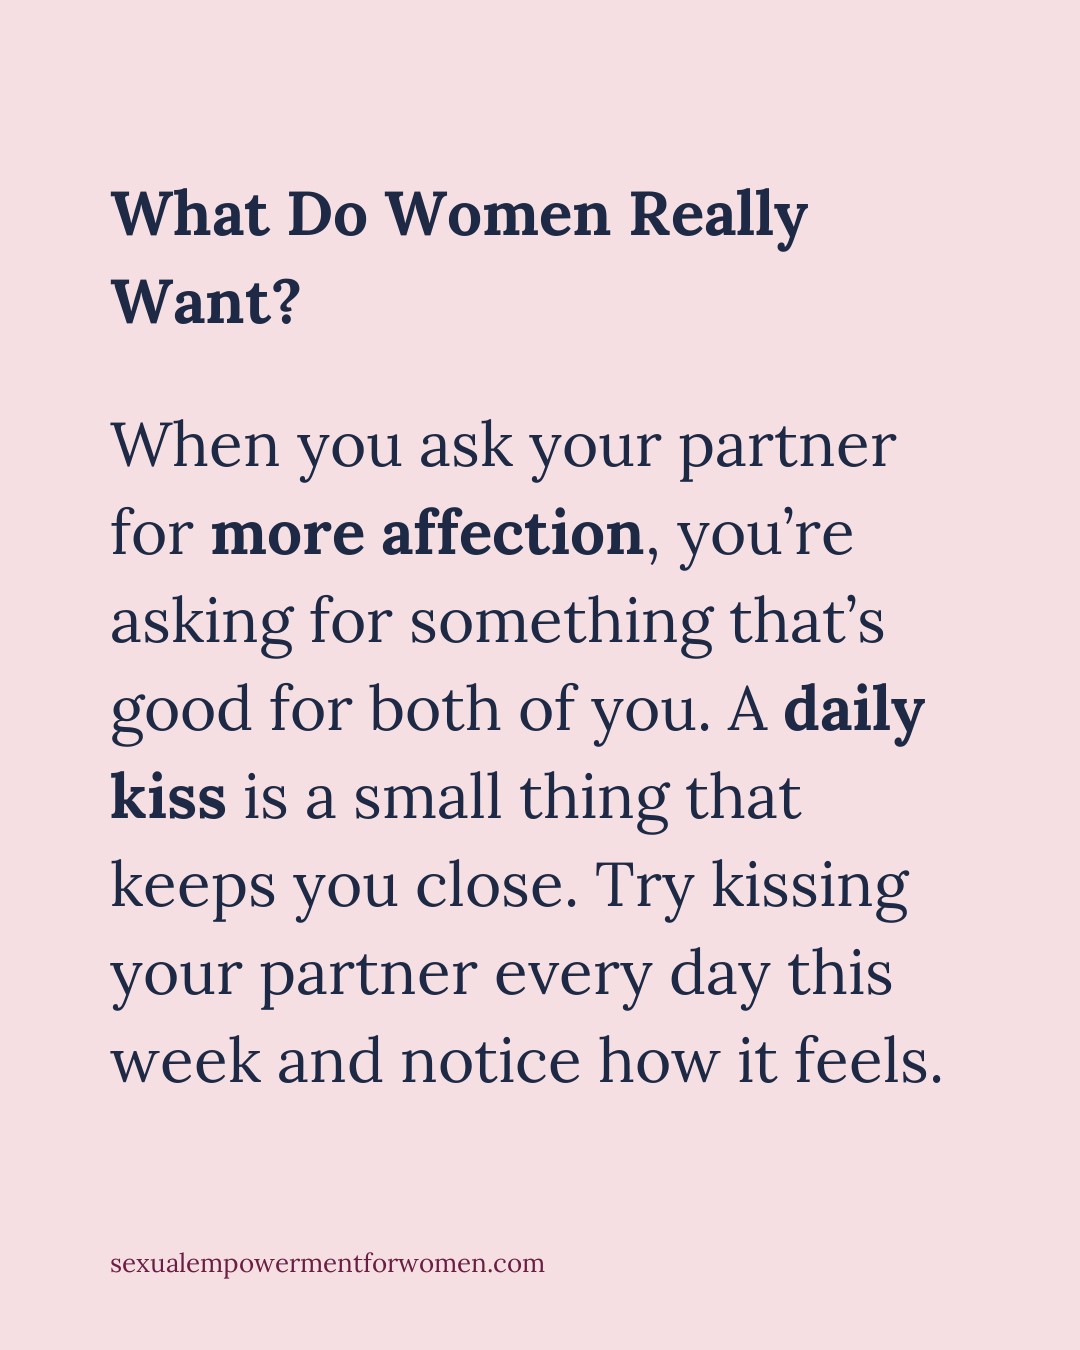 What Do Women Really
Want?
When you ask your partner
for more affection, you’re
asking for something that’s
good for both of you. A daily
kiss is a small thing that
keeps you close. Try kissing
your partner every day this
week and notice how it feels.
sexualempowermentforwomen.com